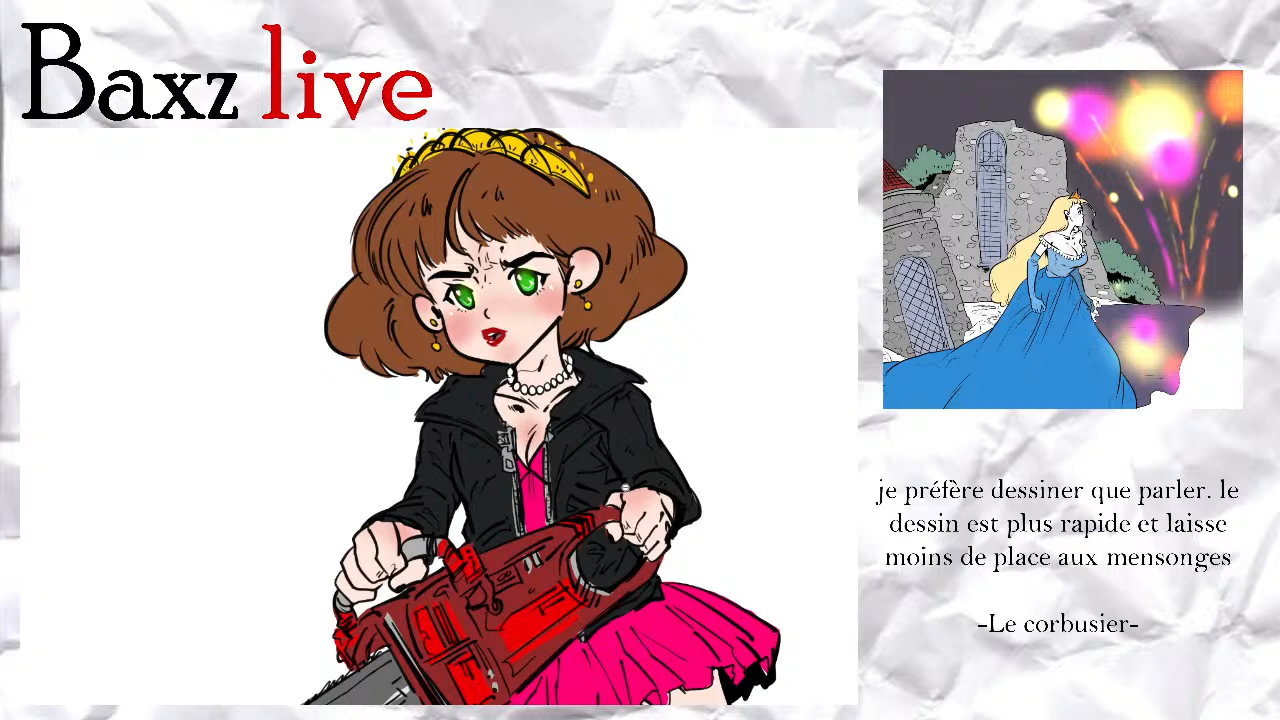 Baxz live
je préfère dessiner que parler. le
dessin est plus rapide et laisse
moins de place aux mensonges
-Le corbusier-